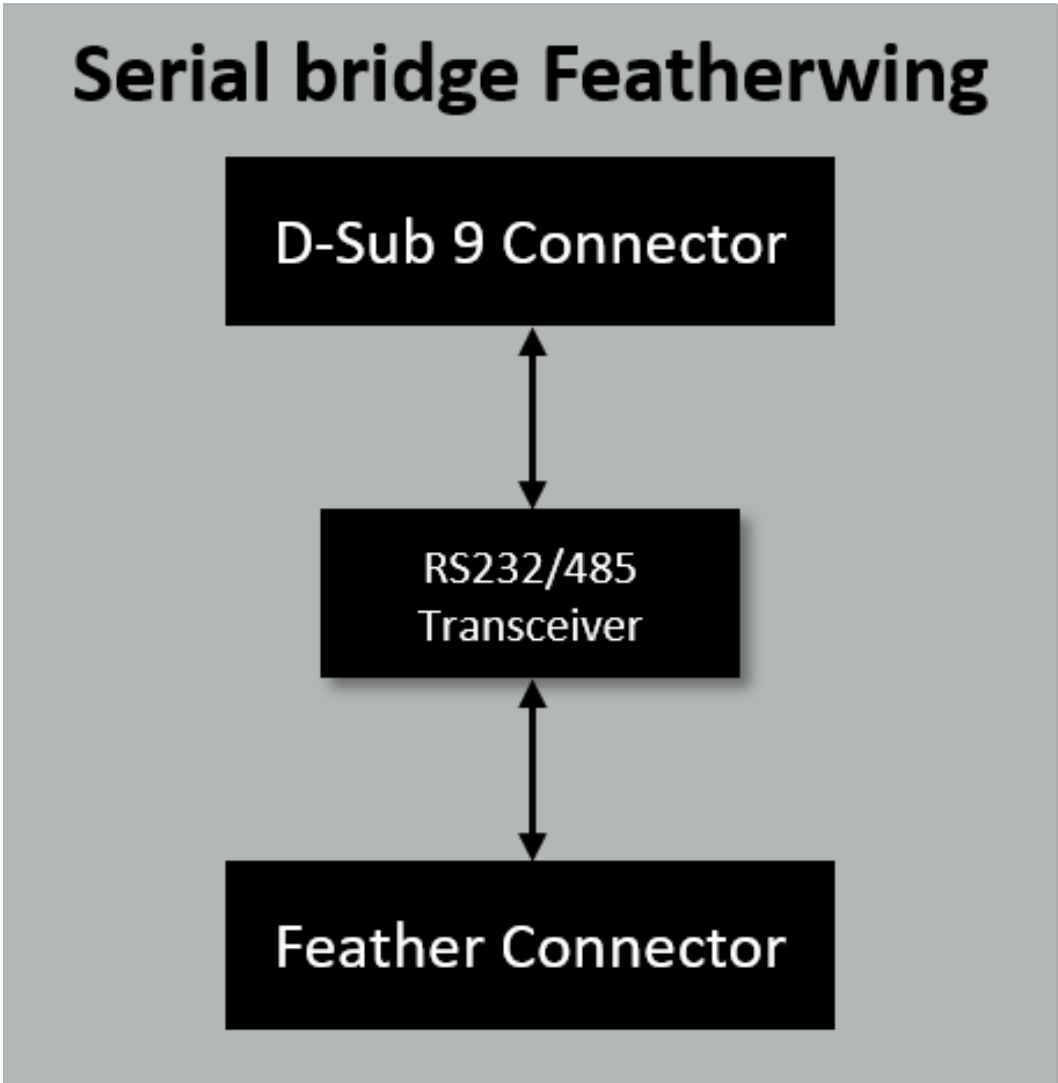 Serial bridge Featherwing
D-Sub 9 Connector
RS232/485
Transceiver
Feather Connector